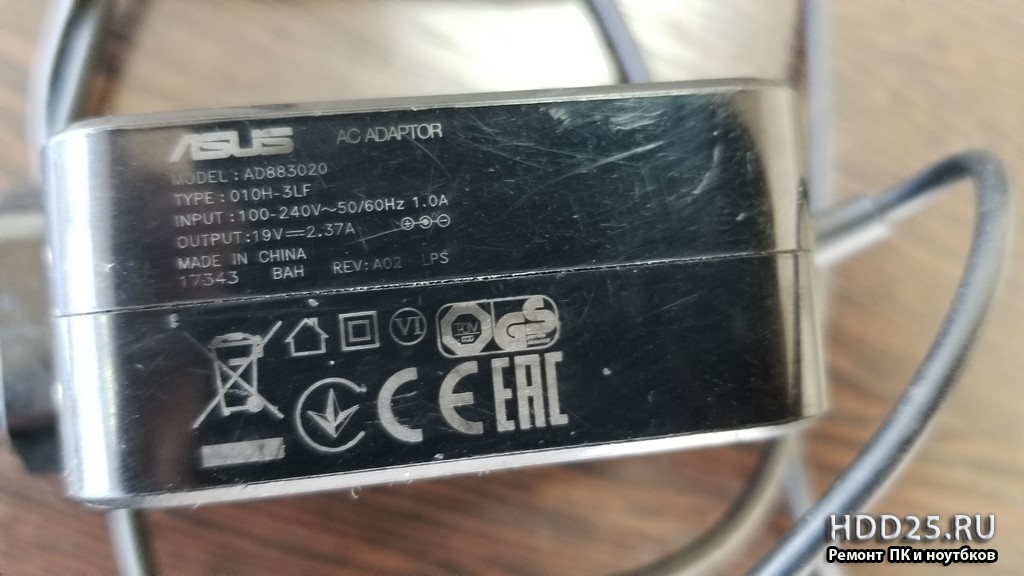 ASUS AC ADAPTOR
MODEL : AD883020
TYPE : 010H-3LF
INPUT : 100-240V~50/60Hz 1.0A
OUTPUT:19V⎓2.37A
MADE IN CHINA
17343 BAH REV: A02 LPS
VI
TUV
GS
CE EAC
HDD25.RU
Ремонт ПК и ноутбков